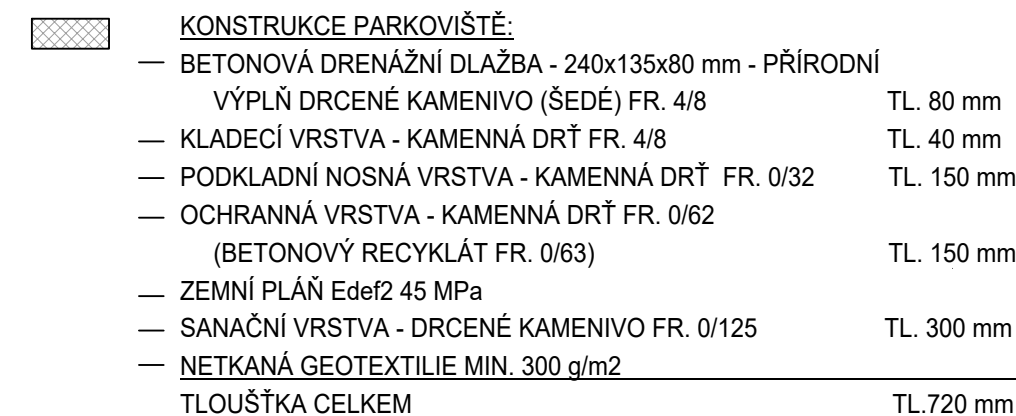 KONSTRUKCE PARKOVIŠTĚ:
— BETONOVÁ DRENÁŽNÍ DLAŽBA - 240x135x80 mm - PŘÍRODNÍ
VÝPLŇ DRCENÉ KAMENIVO (ŠEDÉ) FR. 4/8 TL. 80 mm
— KLADECÍ VRSTVA - KAMENNÁ DRŤ FR. 4/8 TL. 40 mm
— PODKLADNÍ NOSNÁ VRSTVA - KAMENNÁ DRŤ FR. 0/32 TL. 150 mm
— OCHRANNÁ VRSTVA - KAMENNÁ DRŤ FR. 0/62
(BETONOVÝ RECYKLÁT FR. 0/63) TL. 150 mm
— ZEMNÍ PLÁŇ Edef2 45 MPa
— SANAČNÍ VRSTVA - DRCENÉ KAMENIVO FR. 0/125 TL. 300 mm
— NETKANÁ GEOTEXTILIE MIN. 300 g/m2
TLOUŠŤKA CELKEM TL.720 mm